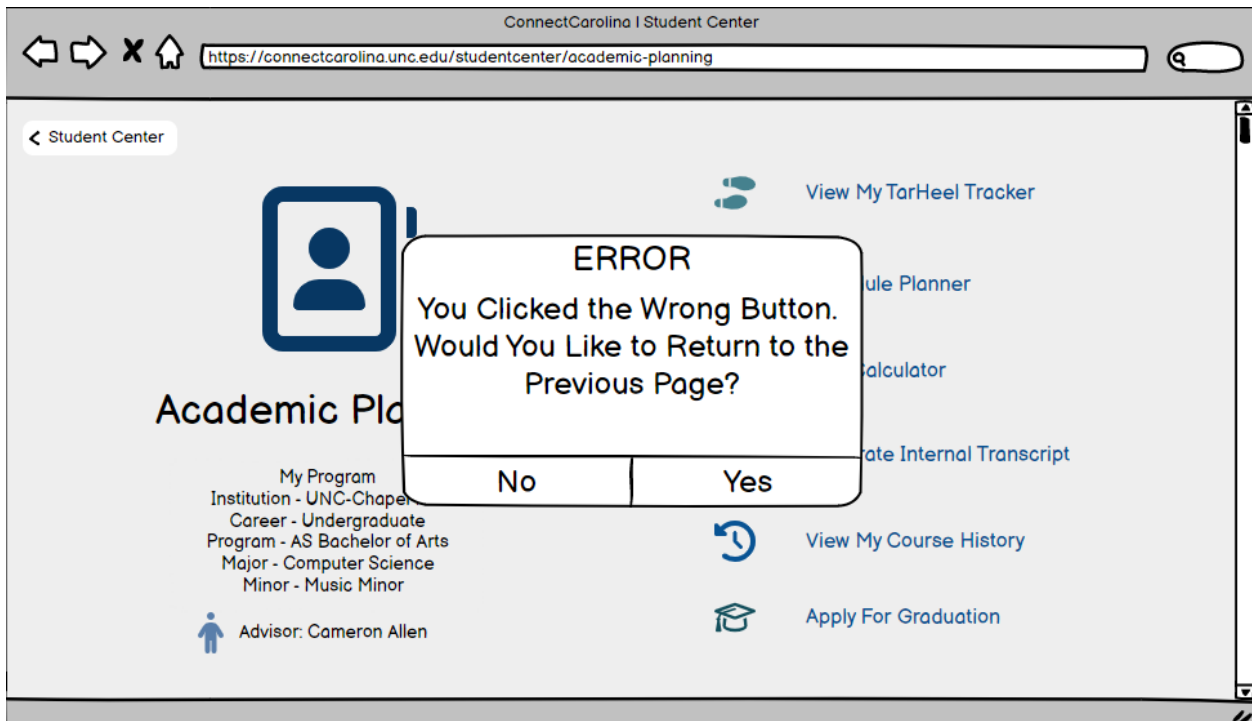 ConnectCarolina | Student Center
https://connectcarolina.unc.edu/studentcenter/academic-planning
Student Center
View My TarHeel Tracker
ule Planner
alculator
ate Internal Transcript
View My Course History
Apply For Graduation
Academic Pla
My Program
Institution - UNC-Chapel
Career - Undergraduate
Program - AS Bachelor of Arts
Major - Computer Science
Minor - Music Minor
Advisor: Cameron Allen
ERROR
You Clicked the Wrong Button.
Would You Like to Return to the
Previous Page?
No
Yes